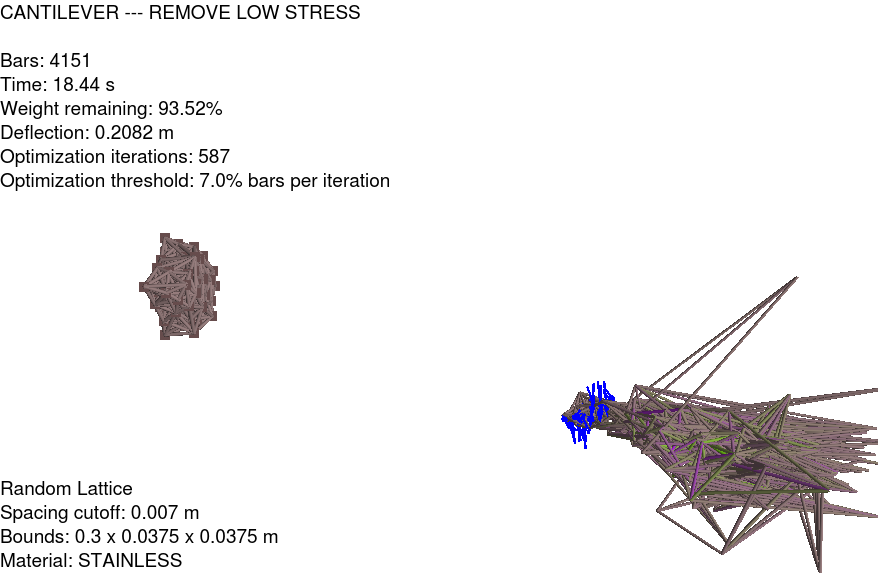 CANTILEVER --- REMOVE LOW STRESS
Bars: 4151
Time: 18.44 s
Weight remaining: 93.52%
Deflection: 0.2082 m
Optimization iterations: 587
Optimization threshold: 7.0% bars per iteration
Random Lattice
Spacing cutoff: 0.007 m
Bounds: 0.3 x 0.0375 x 0.0375 m
Material: STAINLESS